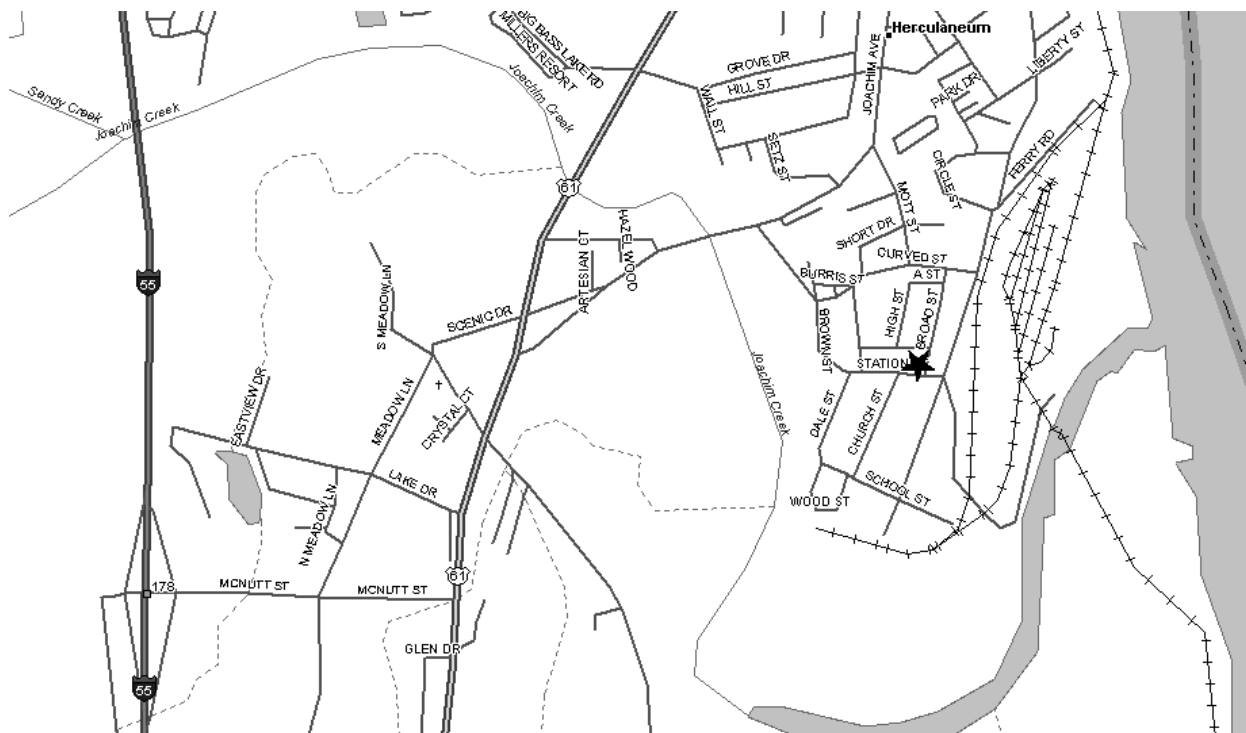 BIG BASS LAKE RD
MILLERS RESORT
Herculaneum
LIBERTY ST
GROVE DR
HILL ST
JOACHIM AVE
PARK DR
WALL ST
SETZ ST
Sandy Creek
Joachim Creek
Joachim Creek
FERRY RD
CIRCLE ST
61
MOTT ST
HAZELWOOD
SHORT DR
ARTESIAN CT
CURVED ST
55
BURRIS ST
A ST
S MEADOW LN
SCENIC DR
HIGH ST
BROAD ST
BROWN ST
STATION
Joachim Creek
EASTVIEW DR
MEADOW LN
CRYSTAL CT
DALE ST
CHURCH ST
LAKE DR
N MEADOW LN
SCHOOL ST
WOOD ST
61
178
MCNUTT ST
MCNUTT ST
GLEN DR
55